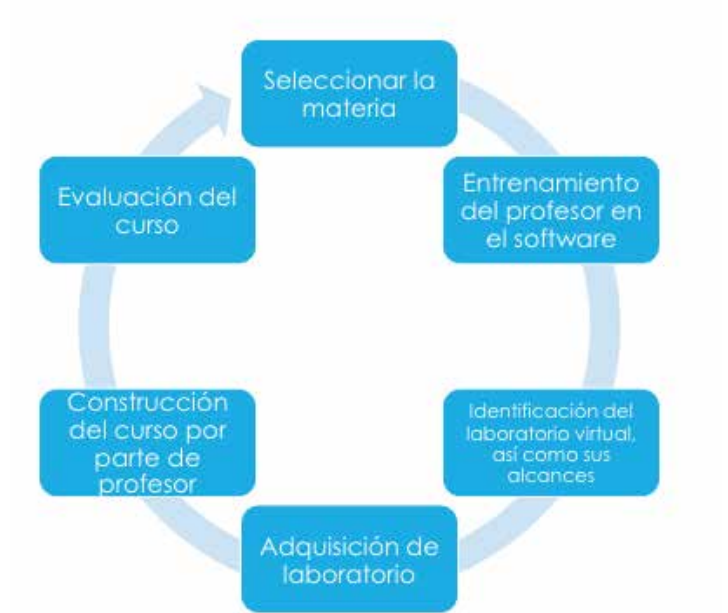 Seleccionar la
materia
Entrenamiento
del profesor en
el software
Identificación del
laboratorio virtual,
así como sus
alcances
Adquisición de
laboratorio
Construcción
del curso por
parte de
profesor
Evaluación del
curso